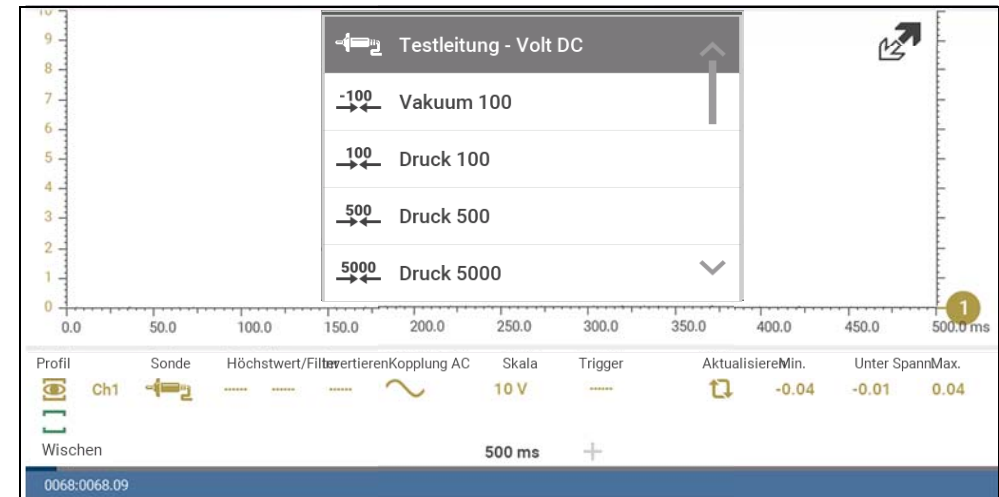 10
9
8
7
6
5
4
3
2
1
0
Testleitung - Volt DC
-100 Vakuum 100
100 Druck 100
500 Druck 500
5000 Druck 5000
1
0.0 50.0 100.0 150.0 200.0 250.0 300.0 350.0 400.0 450.0 500.0 ms
Profil Sonde Höchstwert/Filter Invertieren Kopplung AC Skala Trigger Aktualisieren Min. Unter Spann Max.
Ch1 ------ ------ ------ 10 V ------ -0.04 -0.01 0.04
Wischen 500 ms +
0068:0068.09